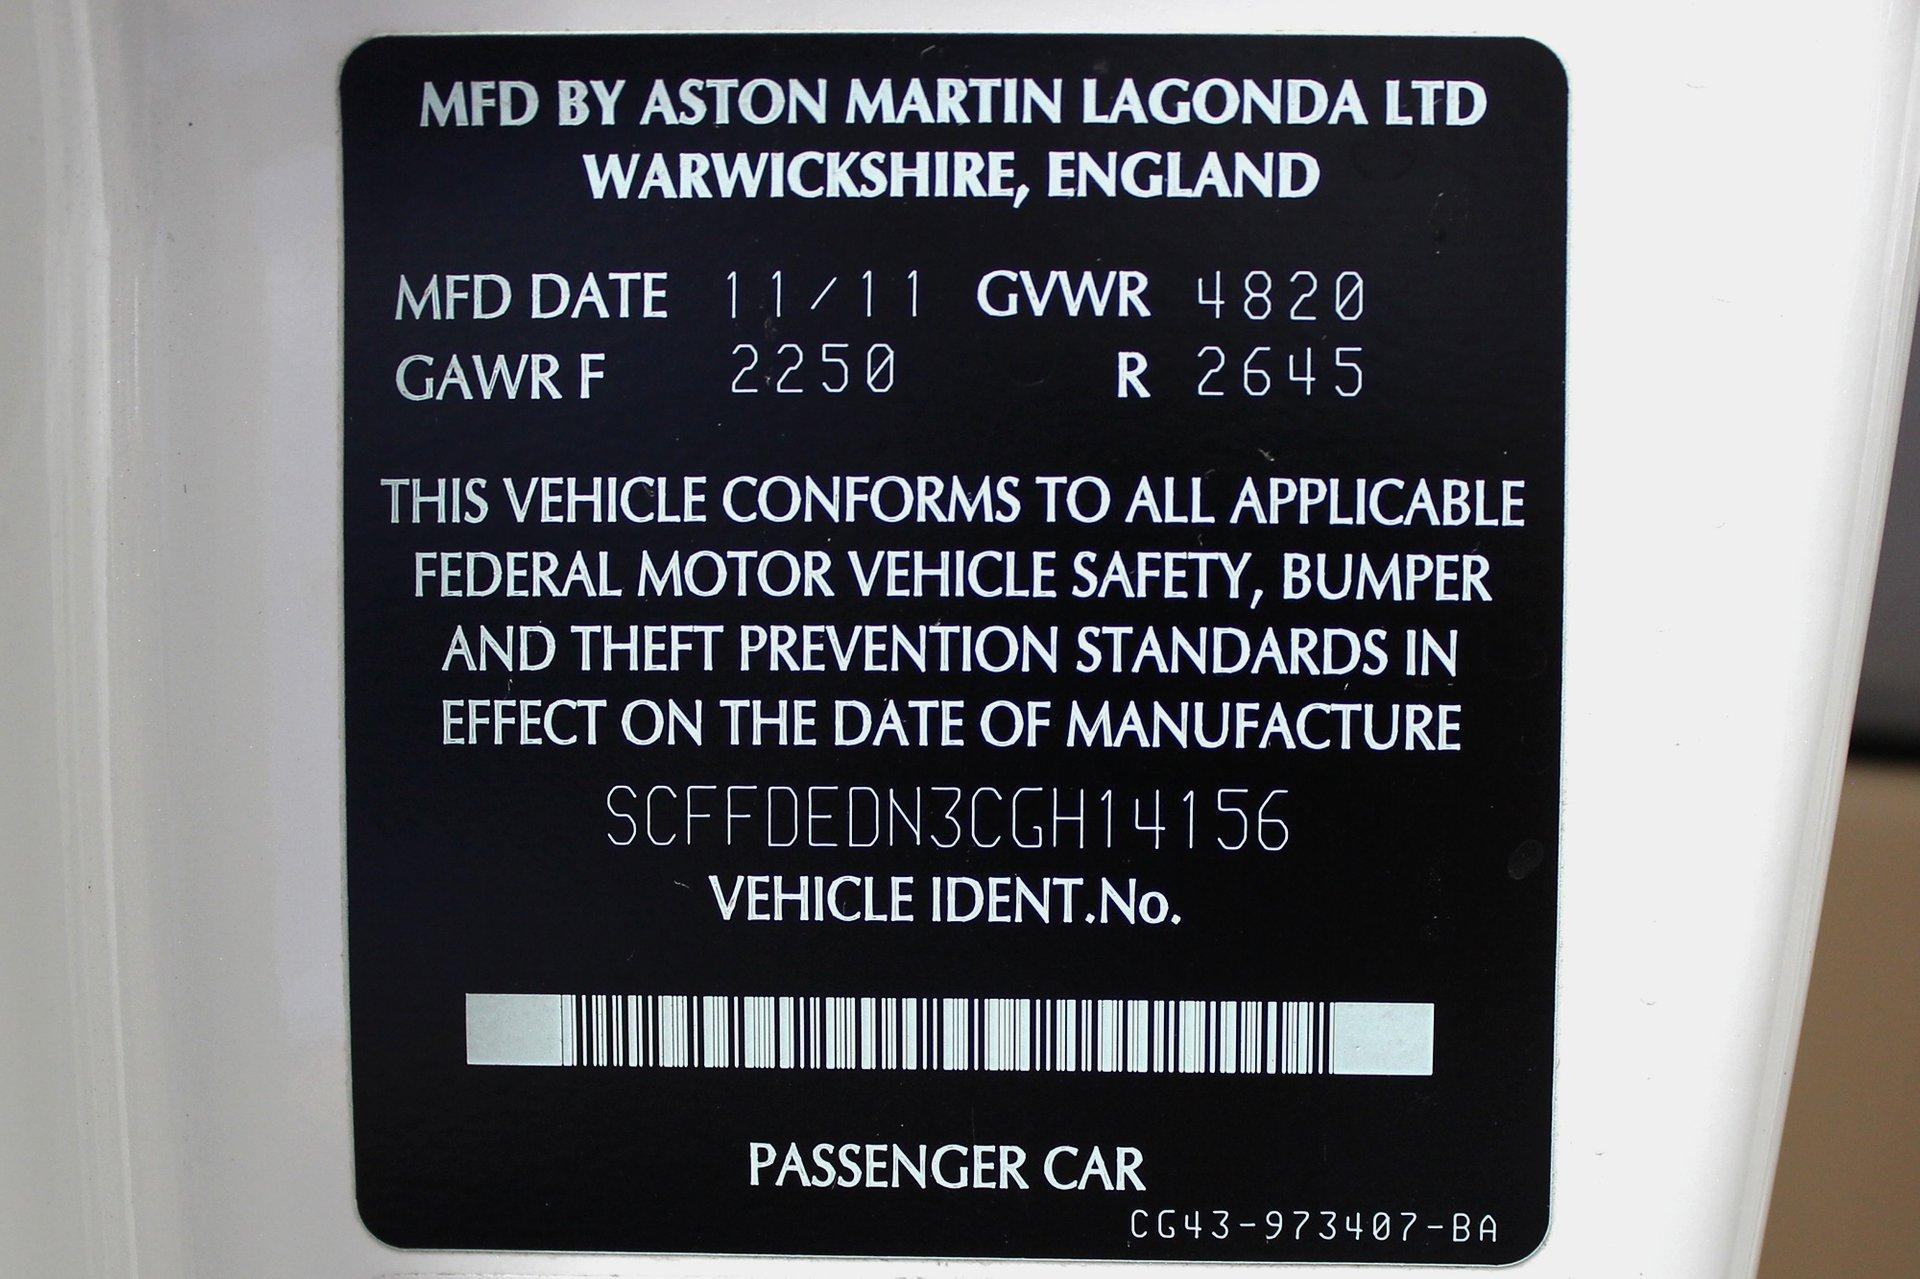 MFD BY ASTON MARTIN LAGONDA LTD
WARWICKSHIRE, ENGLAND
MFD DATE 11/11 GVWR 4820
GAWR F 2250 R 2645
THIS VEHICLE CONFORMS TO ALL APPLICABLE
FEDERAL MOTOR VEHICLE SAFETY, BUMPER
AND THEFT PREVENTION STANDARDS IN
EFFECT ON THE DATE OF MANUFACTURE
SCFFDEDN3CGH14156
VEHICLE IDENT.No.
PASSENGER CAR
CG43-973407-BA